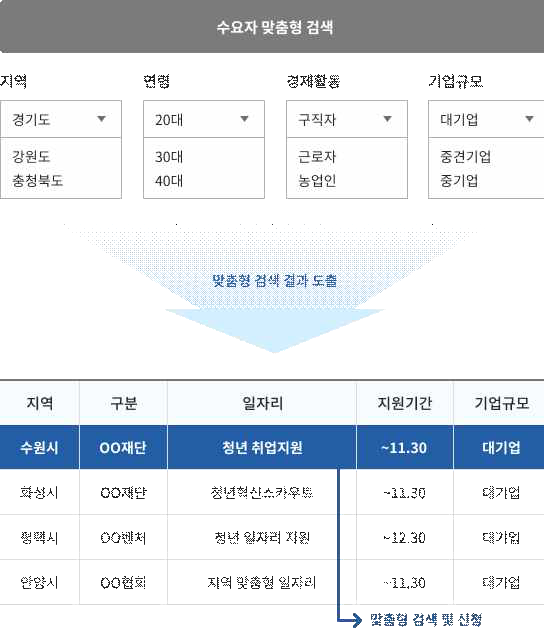 수요자 맞춤형 검색
지역 연령 경제활동 기업규모
경기도 20대 구직자 대기업
강원도 30대 근로자 중견기업
충청북도 40대 농업인 중기업
맞춤형 검색 결과 도출
지역 구분 일자리 지원기간 기업규모
수원시 OO재단 청년 취업지원 ~11.30 대기업
화성시 OO재단 청년혁신스카우트 ~11.30 대기업
평택시 OO벤처 청년 일자리 지원 ~12.30 대기업
안양시 OO협회 지역 맞춤형 일자리 ~11.30 대기업
맞춤형 검색 및 신청